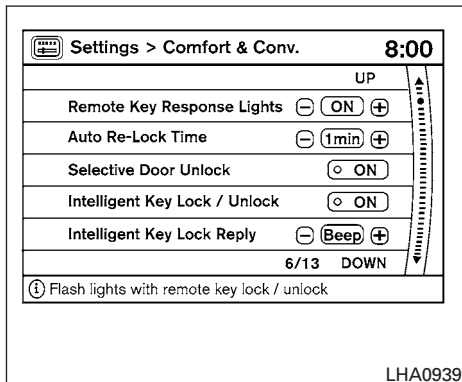 Settings > Comfort & Conv. 8:00
UP
Remote Key Response Lights − ON +
Auto Re-Lock Time − 1min +
Selective Door Unlock ○ ON
Intelligent Key Lock / Unlock ○ ON
Intelligent Key Lock Reply − Beep +
6/13 DOWN
i Flash lights with remote key lock / unlock
LHA0939